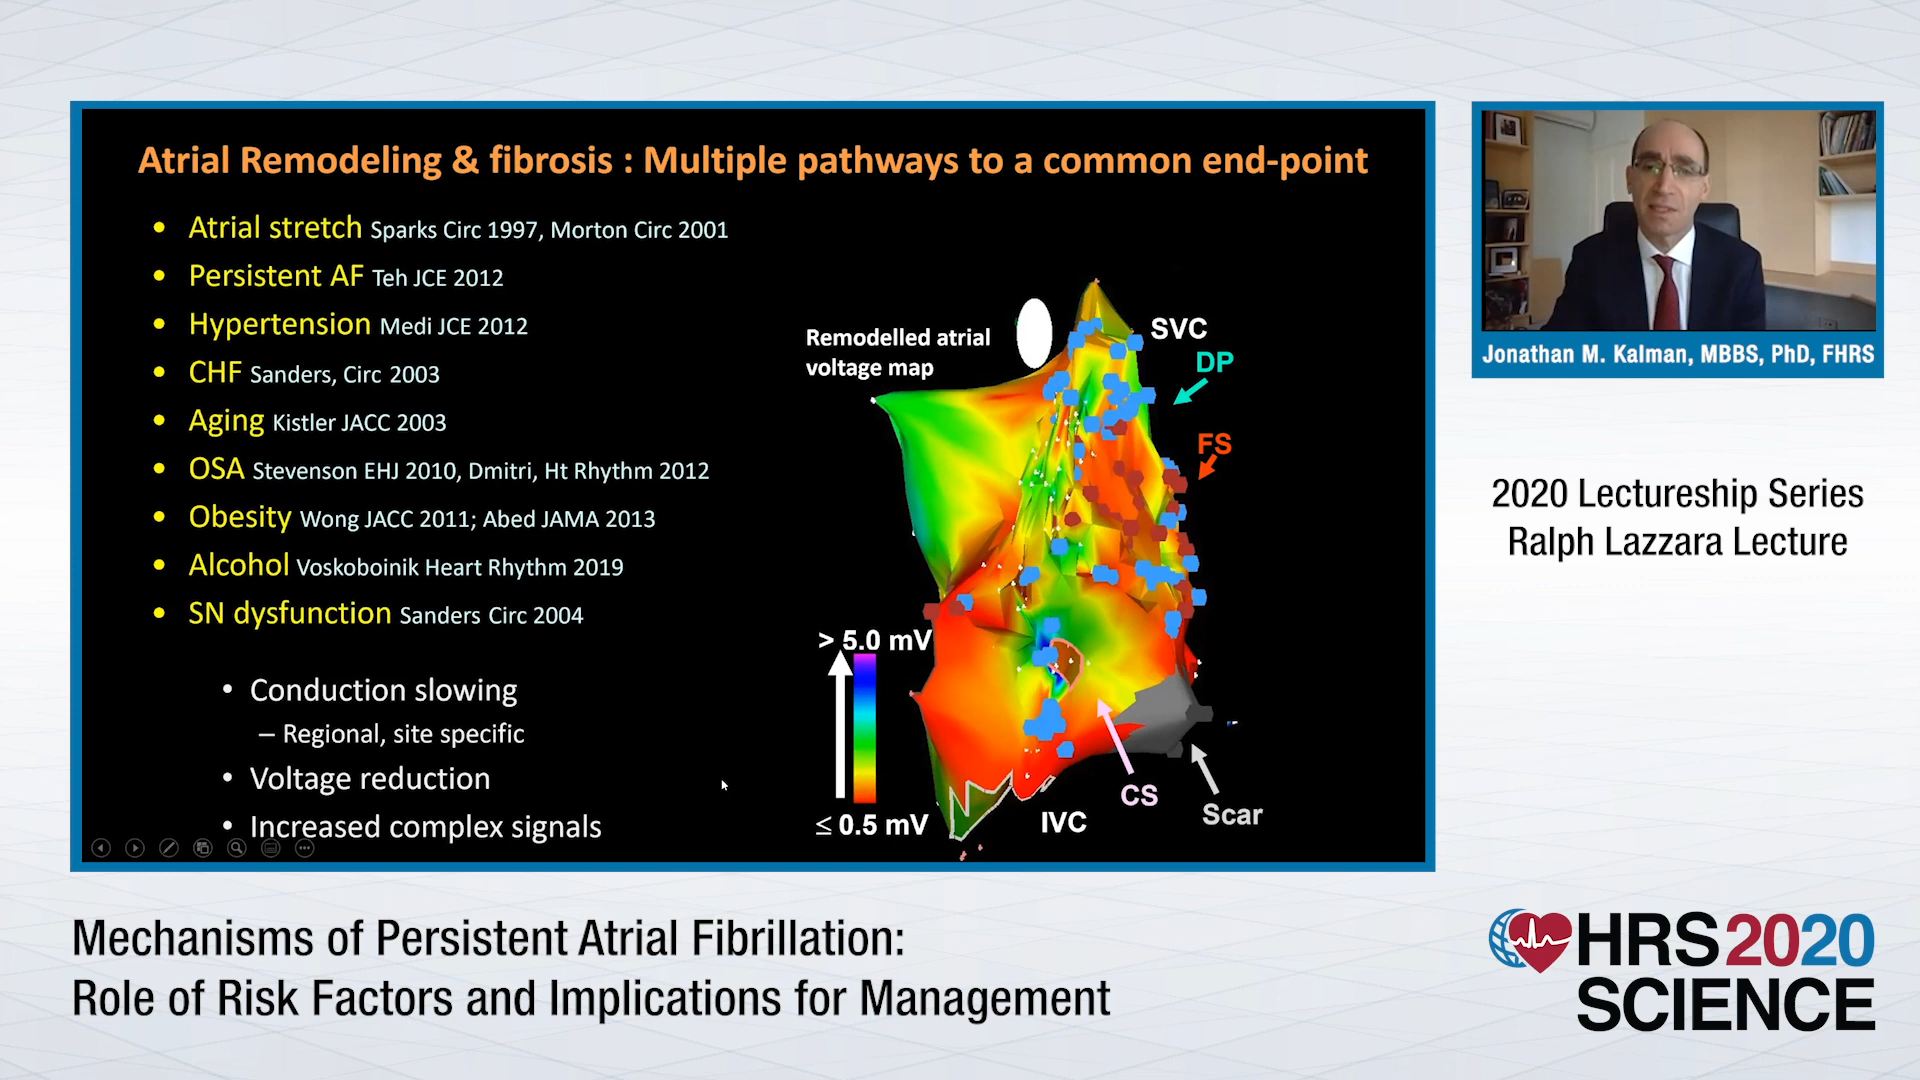 Atrial Remodeling & fibrosis : Multiple pathways to a common end-point
• Atrial stretch Sparks Circ 1997, Morton Circ 2001
• Persistent AF Teh JCE 2012
• Hypertension Medi JCE 2012
• CHF Sanders, Circ 2003
• Aging Kistler JACC 2003
• OSA Stevenson EHJ 2010, Dmitri, Ht Rhythm 2012
• Obesity Wong JACC 2011; Abed JAMA 2013
• Alcohol Voskoboinik Heart Rhythm 2019
• SN dysfunction Sanders Circ 2004
• Conduction slowing
– Regional, site specific
• Voltage reduction
• Increased complex signals
Remodelled atrial
voltage map
SVC
DP
FS
> 5.0 mV
≤ 0.5 mV
IVC
CS
Scar
Jonathan M. Kalman, MBBS, PhD, FHRS
2020 Lectureship Series
Ralph Lazzara Lecture
Mechanisms of Persistent Atrial Fibrillation:
Role of Risk Factors and Implications for Management
HRS2020
SCIENCE